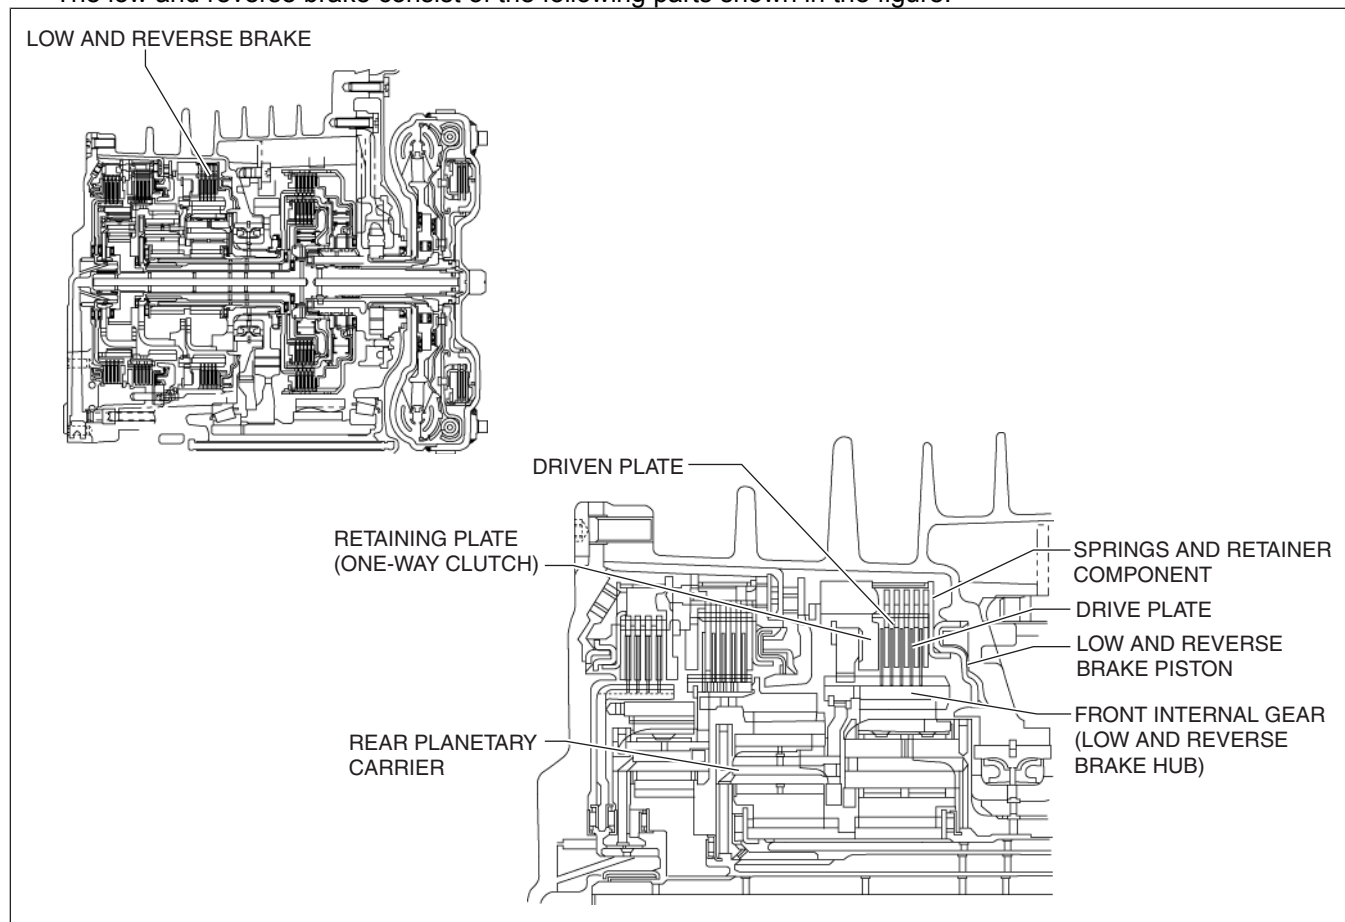 The low and reverse brake consist of the following parts shown in the figure.
LOW AND REVERSE BRAKE
DRIVEN PLATE
RETAINING PLATE
(ONE-WAY CLUTCH)
SPRINGS AND RETAINER
COMPONENT
DRIVE PLATE
LOW AND REVERSE
BRAKE PISTON
FRONT INTERNAL GEAR
(LOW AND REVERSE
BRAKE HUB)
REAR PLANETARY
CARRIER